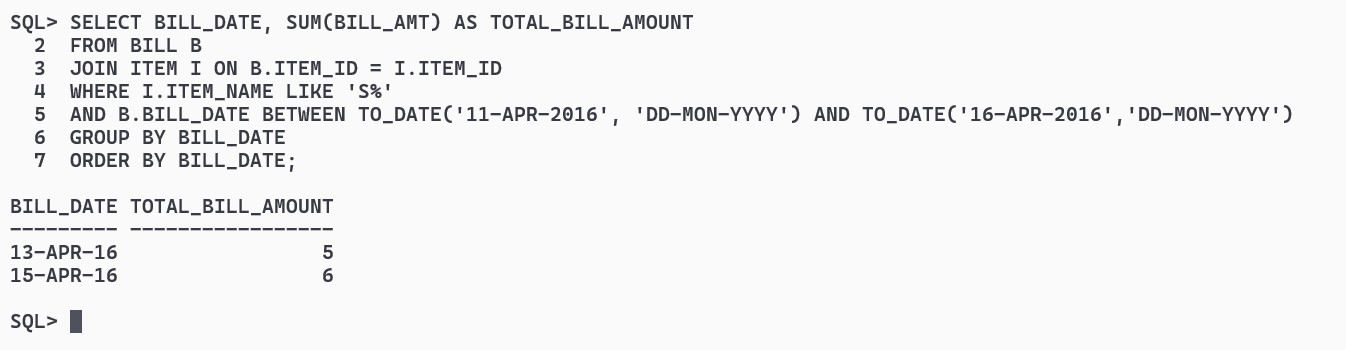 SQL> SELECT BILL_DATE, SUM(BILL_AMT) AS TOTAL_BILL_AMOUNT
  2  FROM BILL B
  3  JOIN ITEM I ON B.ITEM_ID = I.ITEM_ID
  4  WHERE I.ITEM_NAME LIKE 'S%'
  5  AND B.BILL_DATE BETWEEN TO_DATE('11-APR-2016', 'DD-MON-YYYY') AND TO_DATE('16-APR-2016','DD-MON-YYYY')
  6  GROUP BY BILL_DATE
  7  ORDER BY BILL_DATE;
BILL_DATE TOTAL_BILL_AMOUNT
--------- -----------------
13-APR-16                 5
15-APR-16                 6
SQL>